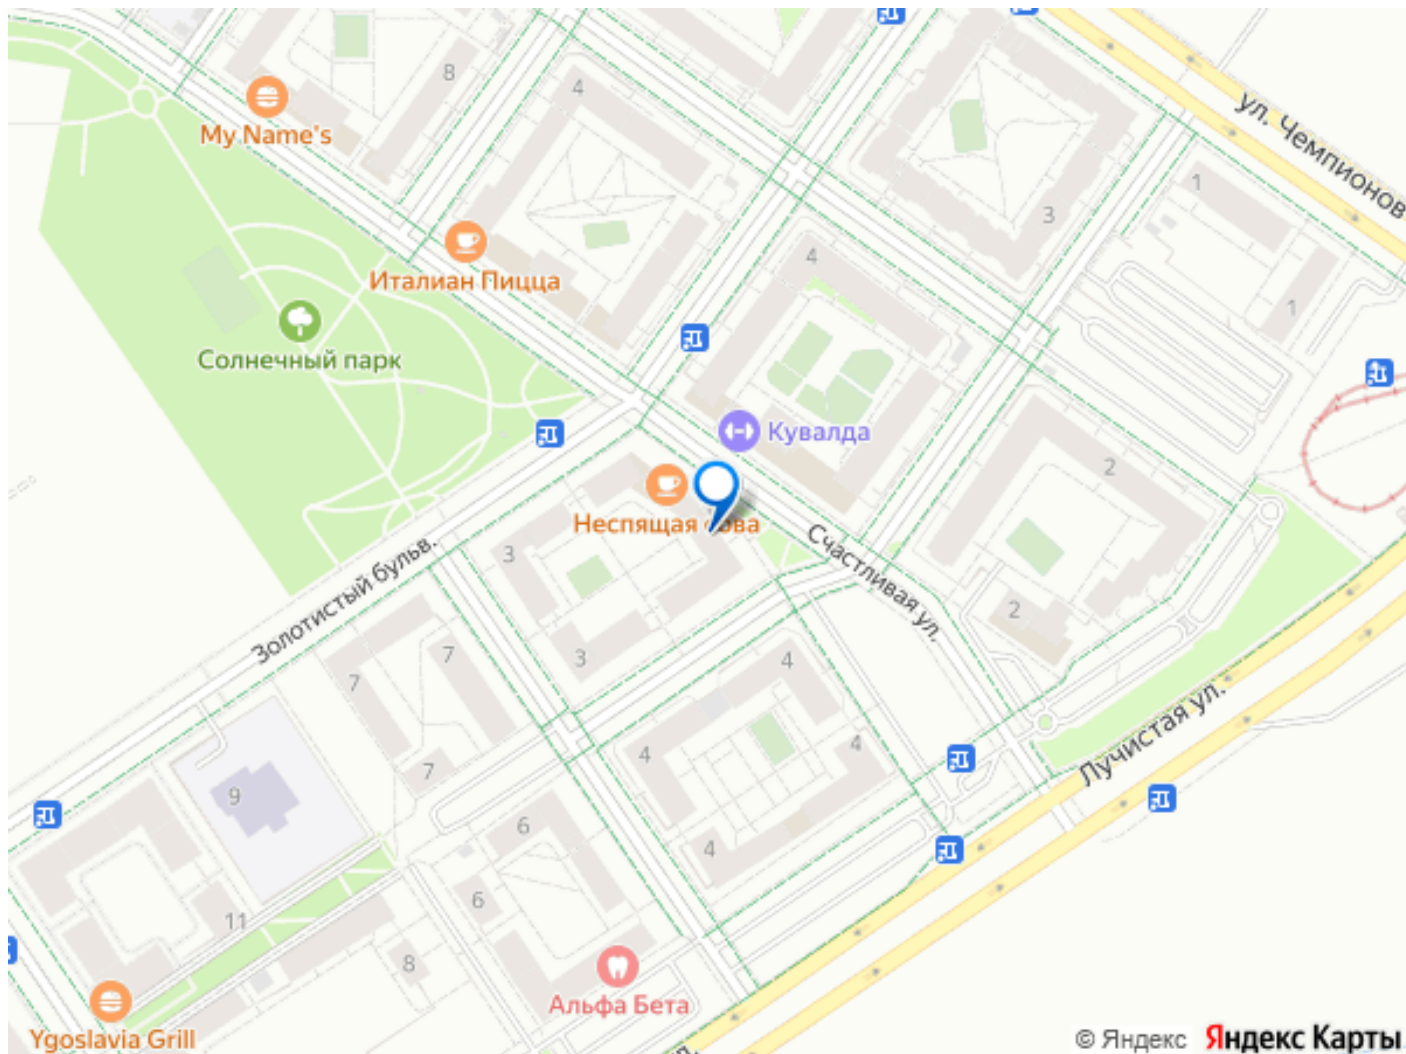 8
4
My Name's
ул. Чемпионов
1
3
4
Италиан Пицца
1
Солнечный парк
Кувалда
2
Неспящая сова
Счастливая ул.
3
Золотистый бульв.
2
3
7
4
7
Лучистая ул.
4
4
7
9
6
4
6
11
8
Альфа Бета
Ygoslavia Grill
ул.
© Яндекс Яндекс Карты